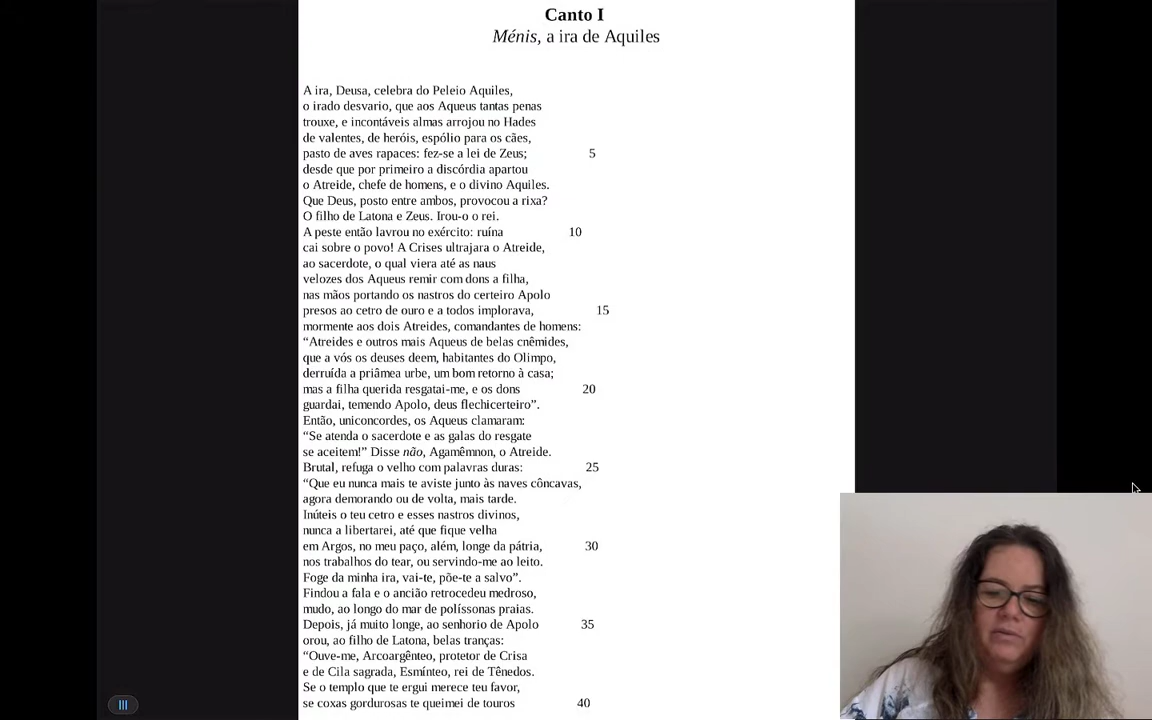 Canto I
Ménis, a ira de Aquiles
A ira, Deusa, celebra do Peleio Aquiles,
o irado desvario, que aos Aqueus tantas penas
trouxe, e incontáveis almas arrojou no Hades
de valentes, de heróis, espólio para os cães,
pasto de aves rapaces: fez-se a lei de Zeus; 5
desde que por primeiro a discórdia apartou
o Atreide, chefe de homens, e o divino Aquiles.
Que Deus, posto entre ambos, provocou a rixa?
O filho de Latona e Zeus. Irou-o o rei.
A peste então lavrou no exército: ruína 10
cai sobre o povo! A Crises ultrajara o Atreide,
ao sacerdote, o qual viera até as naus
velozes dos Aqueus remir com dons a filha,
nas mãos portando os nastros do certeiro Apolo
presos ao cetro de ouro e a todos implorava, 15
mormente aos dois Atreides, comandantes de homens:
“Atreides e outros mais Aqueus de belas cnêmides,
que a vós os deuses deem, habitantes do Olimpo,
derruída a priâmea urbe, um bom retorno à casa;
mas a filha querida resgatai-me, e os dons 20
guardai, temendo Apolo, deus flechicerteiro”.
Então, uniconcordes, os Aqueus clamaram:
“Se atenda o sacerdote e as galas do resgate
se aceitem!” Disse não, Agamêmnon, o Atreide.
Brutal, refuga o velho com palavras duras: 25
“Que eu nunca mais te aviste junto às naves côncavas,
agora demorando ou de volta, mais tarde.
Inúteis o teu cetro e esses nastros divinos,
nunca a libertarei, até que fique velha
em Argos, no meu paço, além, longe da pátria, 30
nos trabalhos do tear, ou servindo-me ao leito.
Foge da minha ira, vai-te, põe-te a salvo”.
Findou a fala e o ancião retrocedeu medroso,
mudo, ao longo do mar de políssonas praias.
Depois, já muito longe, ao senhorio de Apolo 35
orou, ao filho de Latona, belas tranças:
“Ouve-me, Arcoargênteo, protetor de Crisa
e de Cila sagrada, Esmínteo, rei de Tênedos.
Se o templo que te ergui merece teu favor,
se coxas gordurosas te queimei de touros 40